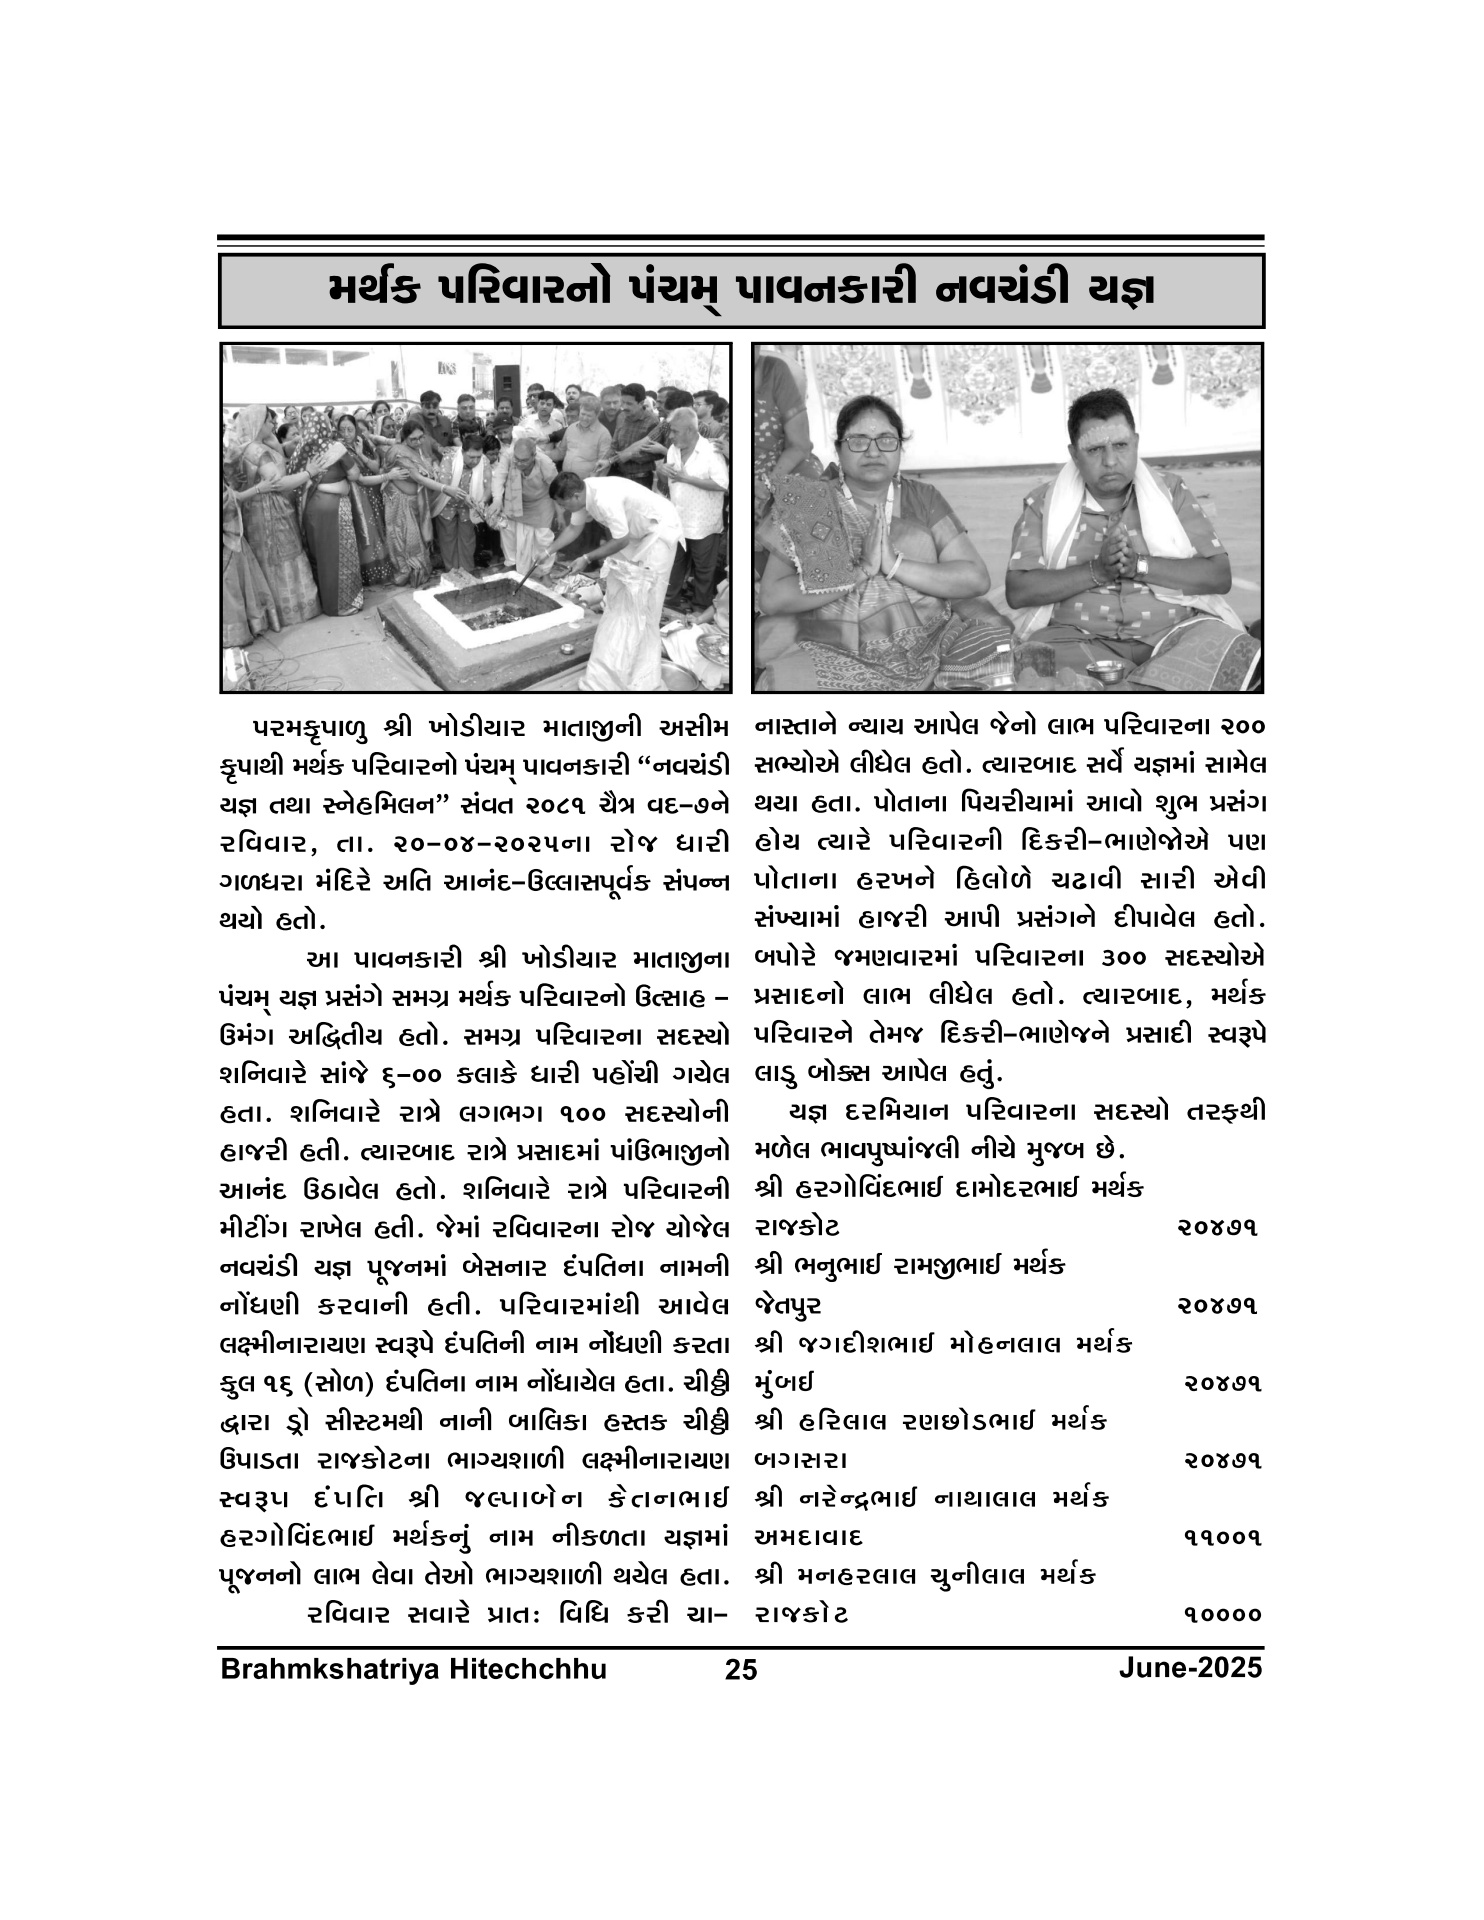 મર્થક પરિવારનો પંચમ્ પાવનકારી નવચંડી યજ્ઞ
પરમકૃપાળુ શ્રી ખોડીયાર માતાજીની અસીમ
કૃપાથી મર્થક પરિવારનો પંચમ્ પાવનકારી “નવચંડી
યજ્ઞ તથા સ્નેહમિલન” સંવત ૨૦૮૧ ચૈત્ર વદ–૭ને
રવિવાર, તા. ૨૦–૦૪–૨૦૨૫ના રોજ ધારી
ગળધરા મંદિરે અતિ આનંદ–ઉલ્લાસપૂર્વક સંપન્ન
થયો હતો.
આ પાવનકારી શ્રી ખોડીયાર માતાજીના
પંચમ્ યજ્ઞ પ્રસંગે સમગ્ર મર્થક પરિવારનો ઉત્સાહ –
ઉમંગ અદ્વિતીય હતો. સમગ્ર પરિવારના સદસ્યો
શનિવારે સાંજે ૬–૦૦ કલાકે ધારી પહોંચી ગયેલ
હતા. શનિવારે રાત્રે લગભગ ૧૦૦ સદસ્યોની
હાજરી હતી. ત્યારબાદ રાત્રે પ્રસાદમાં પાંઉભાજીનો
આનંદ ઉઠાવેલ હતો. શનિવારે રાત્રે પરિવારની
મીટીંગ રાખેલ હતી. જેમાં રવિવારના રોજ યોજેલ
નવચંડી યજ્ઞ પૂજનમાં બેસનાર દંપતિના નામની
નોંધણી કરવાની હતી. પરિવારમાંથી આવેલ
લક્ષ્મીનારાયણ સ્વરૂપે દંપતિની નામ નોંધણી કરતા
કુલ ૧૬ (સોળ) દંપતિના નામ નોંધાયેલ હતા. ચીઠ્ઠી
દ્વારા ડ્રો સીસ્ટમથી નાની બાલિકા હસ્તક ચીઠ્ઠી
ઉપાડતા રાજકોટના ભાગ્યશાળી લક્ષ્મીનારાયણ
સ્વરૂપ દંપતિ શ્રી જલ્પાબેન કેતનભાઈ
હરગોવિંદભાઈ મર્થકનું નામ નીકળતા યજ્ઞમાં
પૂજનનો લાભ લેવા તેઓ ભાગ્યશાળી થયેલ હતા.
રવિવાર સવારે પ્રાતઃ વિધિ કરી ચા–
નાસ્તાને ન્યાય આપેલ જેનો લાભ પરિવારના ૨૦૦
સભ્યોએ લીધેલ હતો. ત્યારબાદ સર્વે યજ્ઞમાં સામેલ
થયા હતા. પોતાના પિયરીયામાં આવો શુભ પ્રસંગ
હોય ત્યારે પરિવારની દિકરી–ભાણેજોએ પણ
પોતાના હરખને હિલોળે ચઢાવી સારી એવી
સંખ્યામાં હાજરી આપી પ્રસંગને દીપાવેલ હતો.
બપોરે જમણવારમાં પરિવારના ૩૦૦ સદસ્યોએ
પ્રસાદનો લાભ લીધેલ હતો. ત્યારબાદ, મર્થક
પરિવારને તેમજ દિકરી–ભાણેજને પ્રસાદી સ્વરૂપે
લાડુ બોક્સ આપેલ હતું.
યજ્ઞ દરમિયાન પરિવારના સદસ્યો તરફથી
મળેલ ભાવપુષ્પાંજલી નીચે મુજબ છે.
શ્રી હરગોવિંદભાઈ દામોદરભાઈ મર્થક
રાજકોટ ૨૦૪૭૧
શ્રી ભનુભાઈ રામજીભાઈ મર્થક
જેતપુર ૨૦૪૭૧
શ્રી જગદીશભાઈ મોહનલાલ મર્થક
મુંબઈ ૨૦૪૭૧
શ્રી હરિલાલ રણછોડભાઈ મર્થક
બગસરા ૨૦૪૭૧
શ્રી નરેન્દ્રભાઈ નાથાલાલ મર્થક
અમદાવાદ ૧૧૦૦૧
શ્રી મનહરલાલ ચુનીલાલ મર્થક
રાજકોટ ૧૦૦૦૦
Brahmkshatriya Hitechchhu 25 June-2025